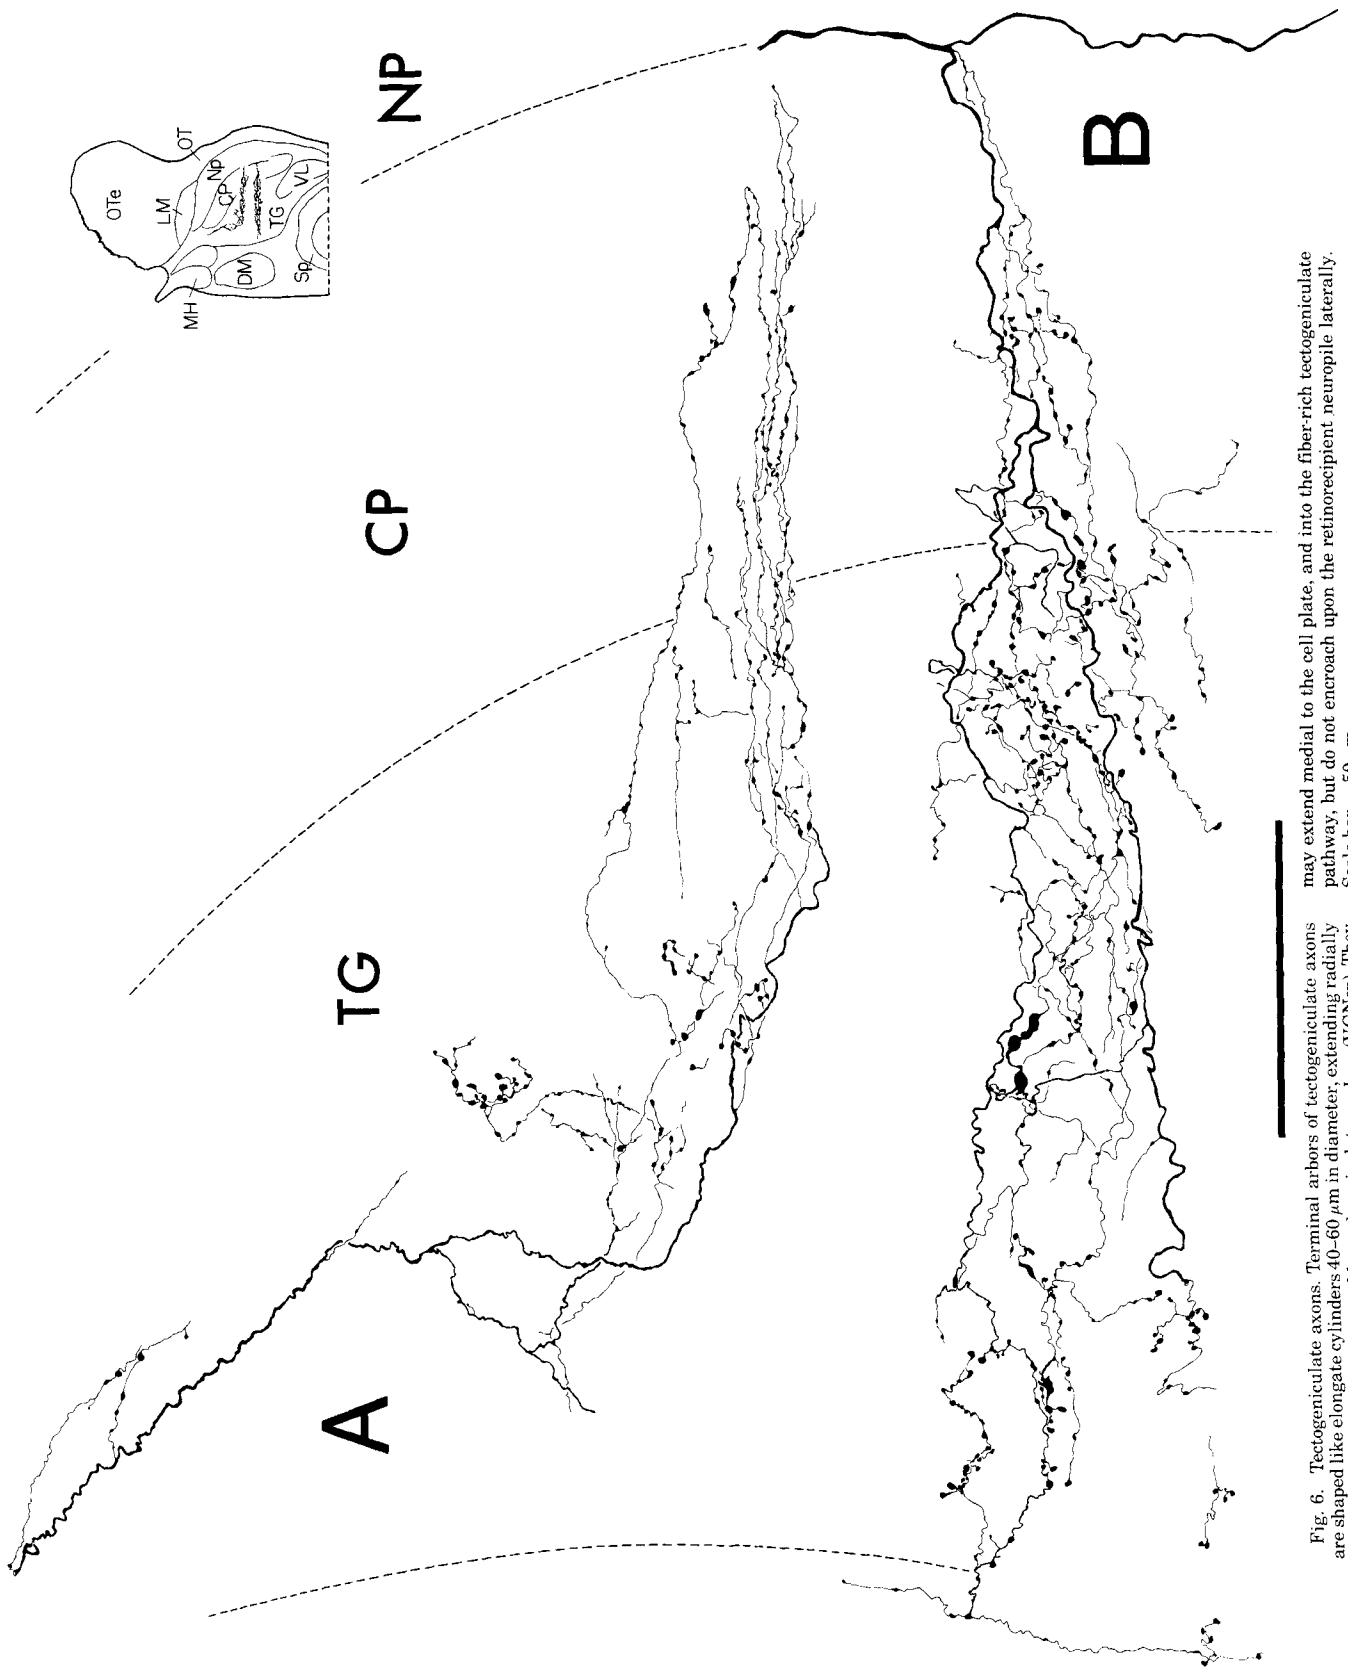 A
B
TG
CP
NP
MH
DM
Sp
LM
OTe
CP
TG
Np
VL
OT
Fig. 6. Tectogeniculate axons. Terminal arbors of tectogeniculate axons
are shaped like elongate cylinders 40–60 μm in diameter, extending radially
may extend medial to the cell plate, and into the fiber-rich tectogeniculate
pathway, but do not encroach upon the retinorecipient neuropile laterally.